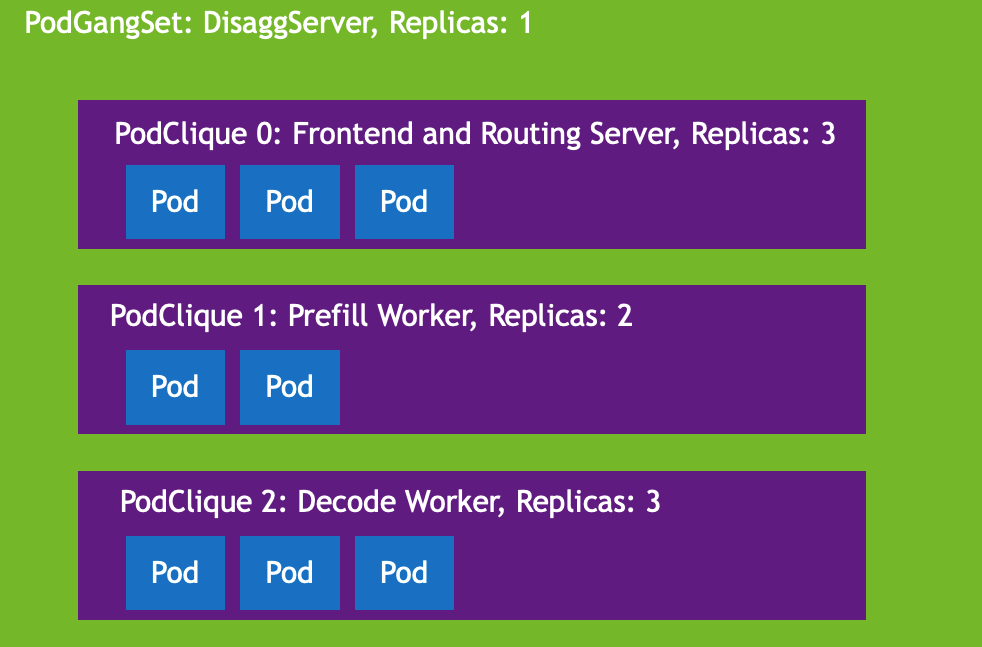 PodGangSet: DisaggServer, Replicas: 1
PodClique 0: Frontend and Routing Server, Replicas: 3
Pod Pod Pod
PodClique 1: Prefill Worker, Replicas: 2
Pod Pod
PodClique 2: Decode Worker, Replicas: 3
Pod Pod Pod